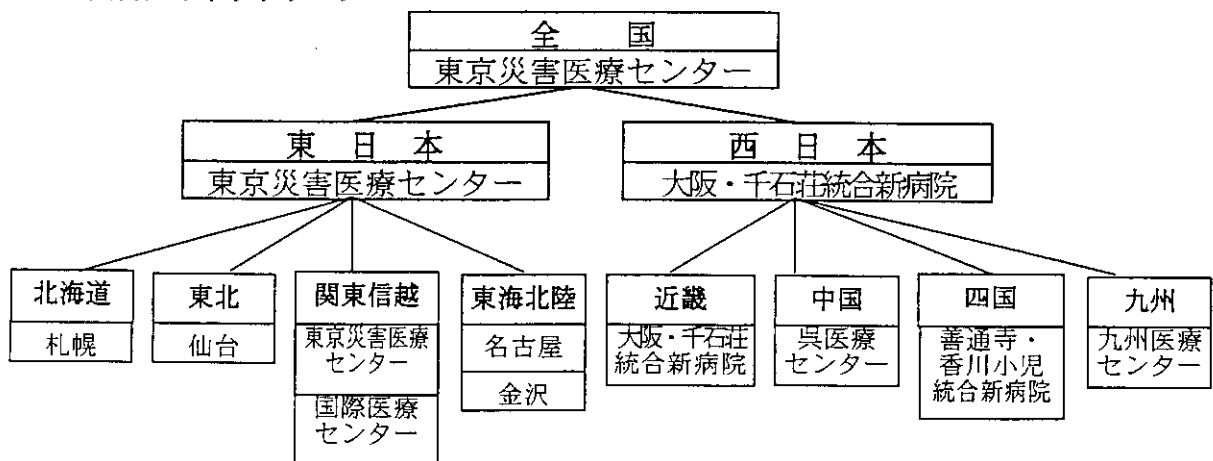 全国
東京災害医療センター
東日本
東京災害医療センター
西日本
大阪・千石荘統合新病院
北海道
札幌
東北
仙台
関東信越
東京災害医療
センター
国際医療
センター
東海北陸
名古屋
金沢
近畿
大阪・千石荘
統合新病院
中国
呉医療
センター
四国
善通寺・
香川小児
統合新病院
九州
九州医療
センター